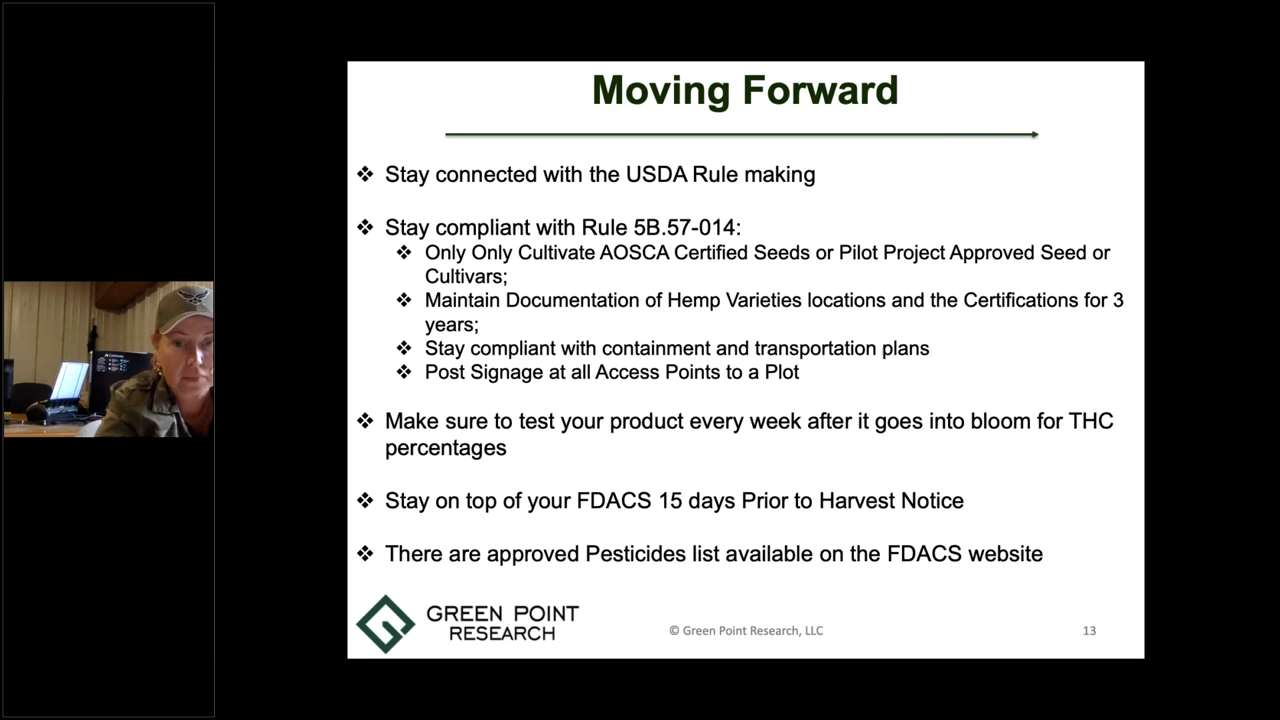 Moving Forward
❖ Stay connected with the USDA Rule making
❖ Stay compliant with Rule 5B.57-014:
❖ Only Only Cultivate AOSCA Certified Seeds or Pilot Project Approved Seed or
Cultivars;
❖ Maintain Documentation of Hemp Varieties locations and the Certifications for 3
years;
❖ Stay compliant with containment and transportation plans
❖ Post Signage at all Access Points to a Plot
❖ Make sure to test your product every week after it goes into bloom for THC
percentages
❖ Stay on top of your FDACS 15 days Prior to Harvest Notice
❖ There are approved Pesticides list available on the FDACS website
GREEN POINT
RESEARCH
© Green Point Research, LLC
13